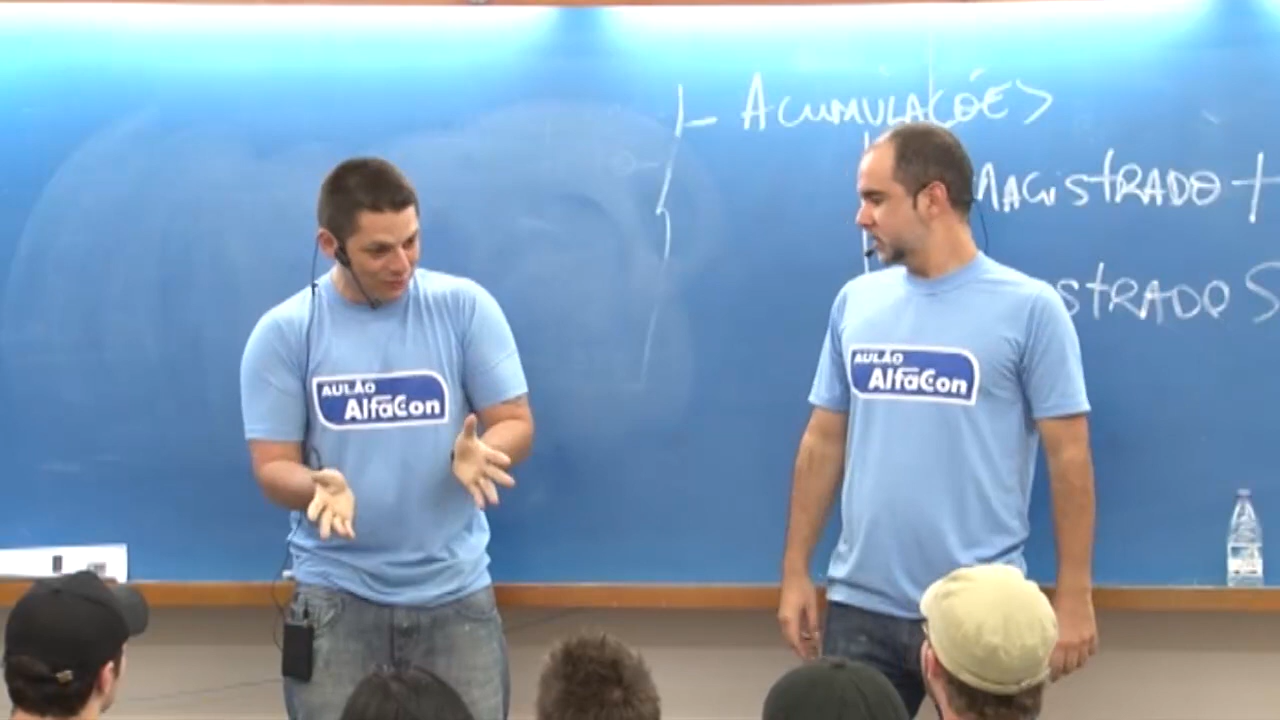 ACUMULAÇÕES
MAGISTRADO +
STRADO S
AULÃO
AlfaCon
AULÃO
AlfaCon